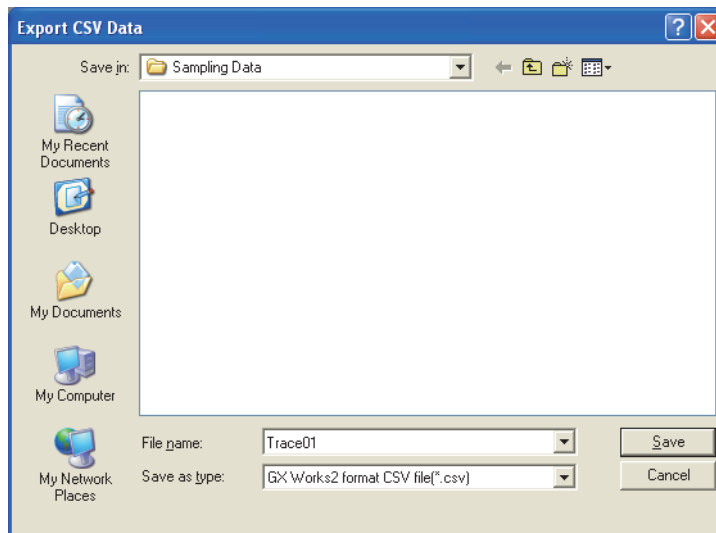 Export CSV Data
Save in:
Sampling Data
My Recent
Documents
Desktop
My Documents
My Computer
My Network
Places
File name:
Trace01
Save
Save as type:
GX Works2 format CSV file(*.csv)
Cancel